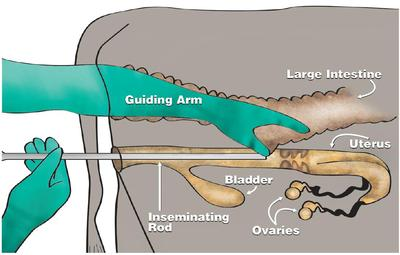 Large Intestine
Guiding Arm
Uterus
Bladder
Inseminating
Rod
Ovaries